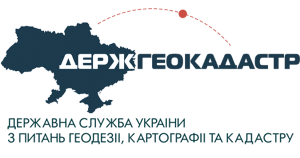 ДЕРЖГЕОКАДАСТР
ДЕРЖАВНА СЛУЖБА УКРАЇНИ
З ПИТАНЬ ГЕОДЕЗІЇ, КАРТОГРАФІЇ ТА КАДАСТРУ